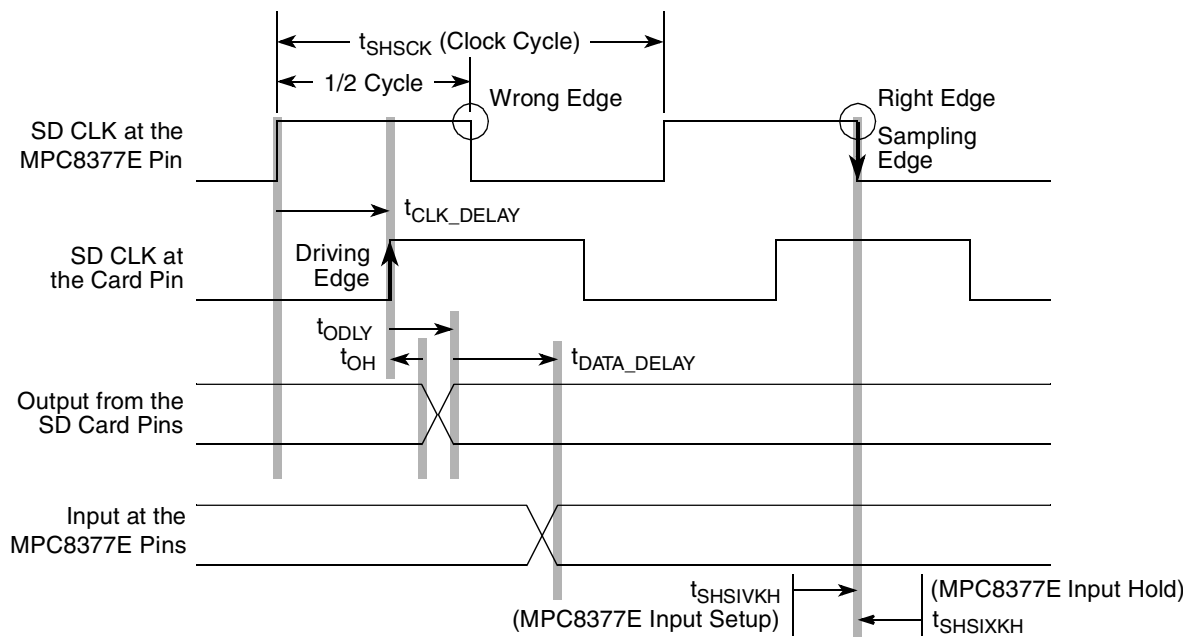 tSHSCK (Clock Cycle)
1/2 Cycle
Wrong Edge
Right Edge
SD CLK at the
MPC8377E Pin
Sampling
Edge
tCLK_DELAY
SD CLK at
the Card Pin
Driving
Edge
tODLY
tOH
tDATA_DELAY
Output from the
SD Card Pins
Input at the
MPC8377E Pins
tSHSIVKH
(MPC8377E Input Setup)
(MPC8377E Input Hold)
tSHSIXKH